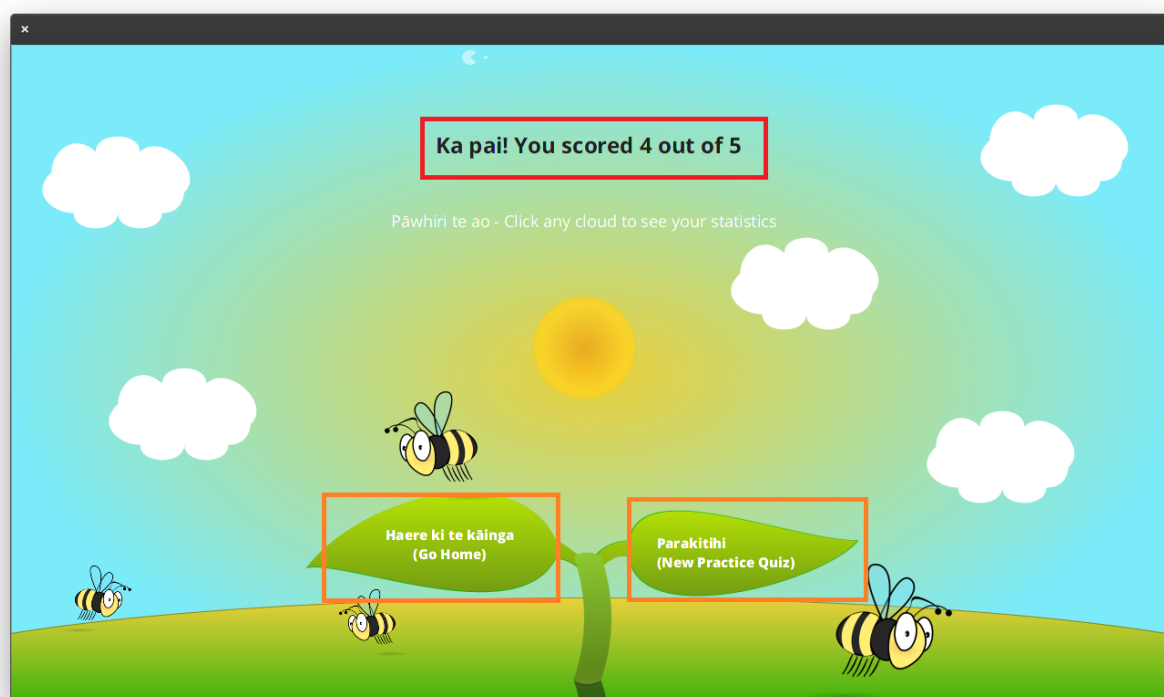 Ka pai! You scored 4 out of 5
Pāwhiri te ao - Click any cloud to see your statistics
Haere ki te kāinga
(Go Home)
Parakitihi
(New Practice Quiz)